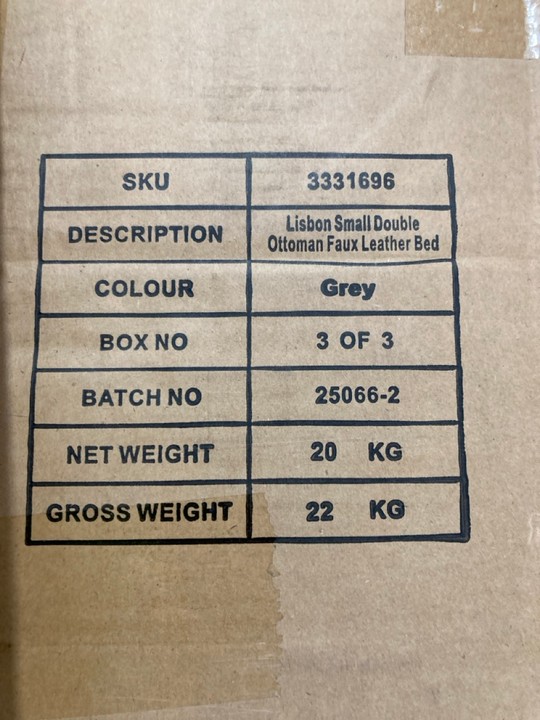 SKU 3331696
DESCRIPTION Lisbon Small Double
Ottoman Faux Leather Bed
COLOUR Grey
BOX NO 3 OF 3
BATCH NO 25066-2
NET WEIGHT 20 KG
GROSS WEIGHT 22 KG